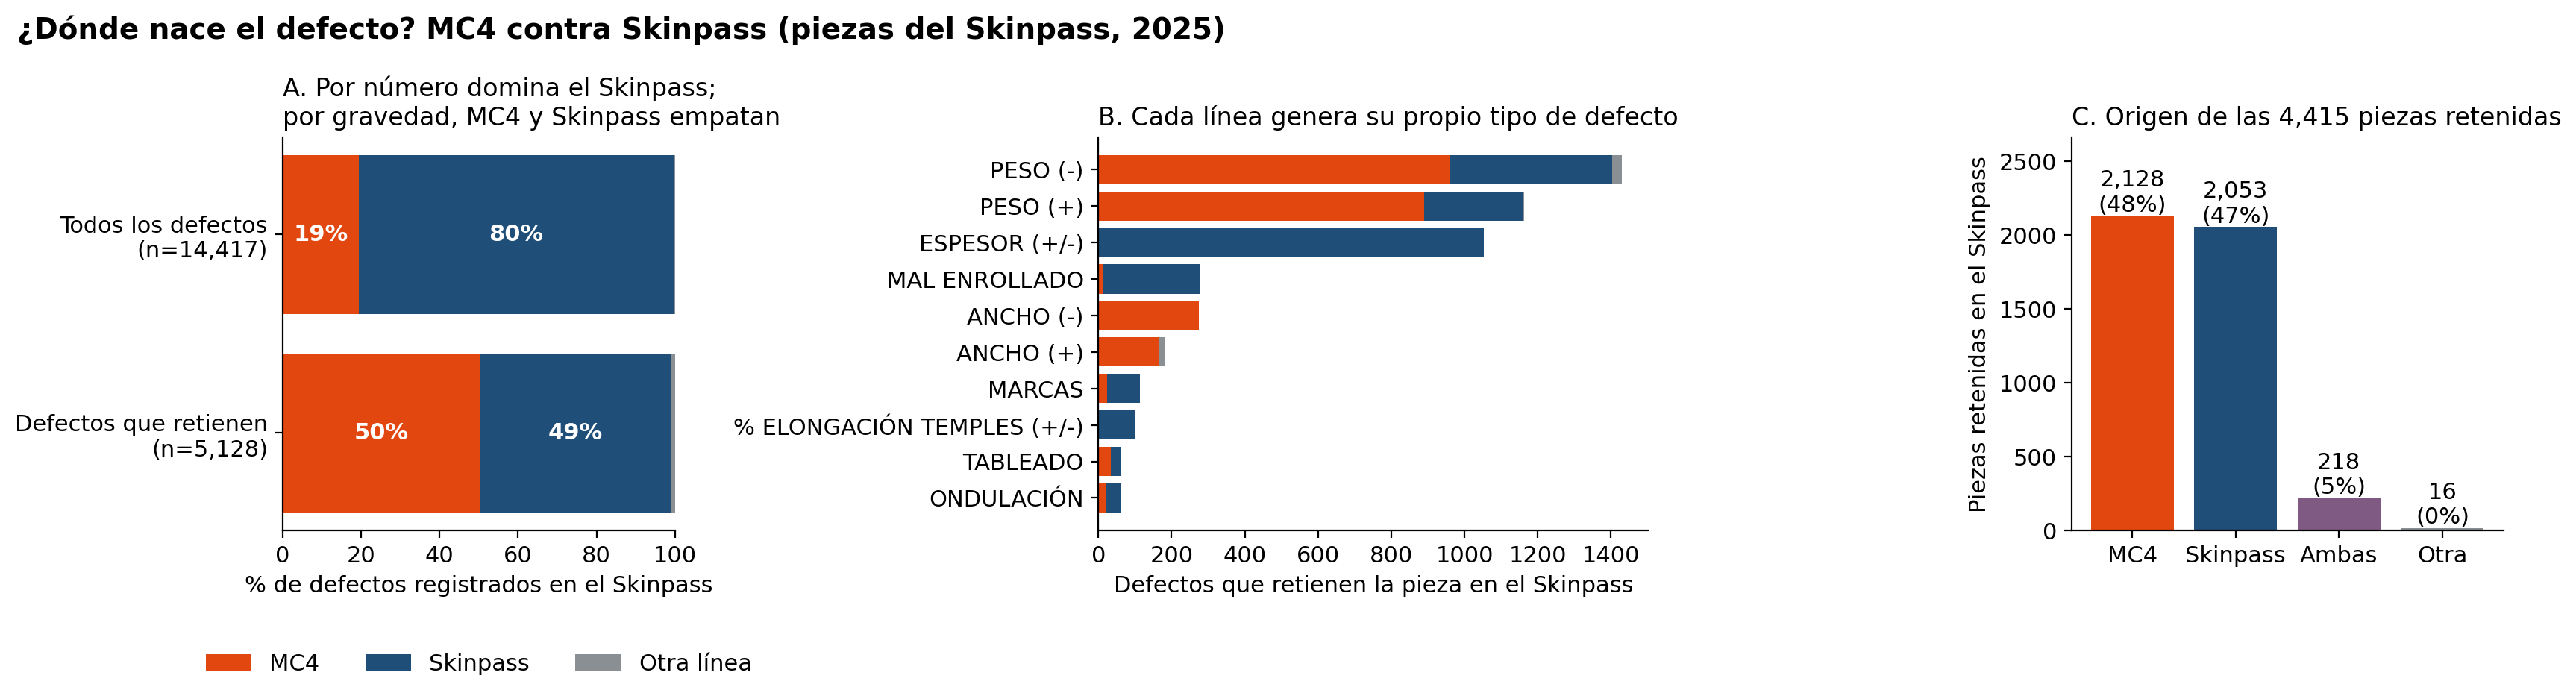 ¿Dónde nace el defecto? MC4 contra Skinpass (piezas del Skinpass, 2025)
A. Por número domina el Skinpass;
por gravedad, MC4 y Skinpass empatan
Todos los defectos
(n=14,417)
19%
80%
Defectos que retienen
(n=5,128)
50%
49%
0 20 40 60 80 100
% de defectos registrados en el Skinpass
MC4 Skinpass Otra línea
B. Cada línea genera su propio tipo de defecto
PESO (-)
PESO (+)
ESPESOR (+/-)
MAL ENROLLADO
ANCHO (-)
ANCHO (+)
MARCAS
% ELONGACIÓN TEMPLES (+/-)
TABLEADO
ONDULACIÓN
0 200 400 600 800 1000 1200 1400
Defectos que retienen la pieza en el Skinpass
C. Origen de las 4,415 piezas retenidas
Piezas retenidas en el Skinpass
2500
2000
1500
1000
500
0
2,128
(48%)
2,053
(47%)
218
(5%)
16
(0%)
MC4 Skinpass Ambas Otra